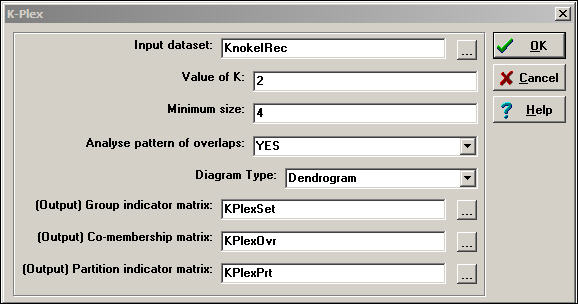 K-Plex
Input dataset: KnokeIRec ... OK
Value of K: 2 Cancel
Minimum size: 4 Help
Analyse pattern of overlaps: YES
Diagram Type: Dendrogram
(Output) Group indicator matrix: KPlexSet ...
(Output) Co-membership matrix: KPlexOvr ...
(Output) Partition indicator matrix: KPlexPrt ...